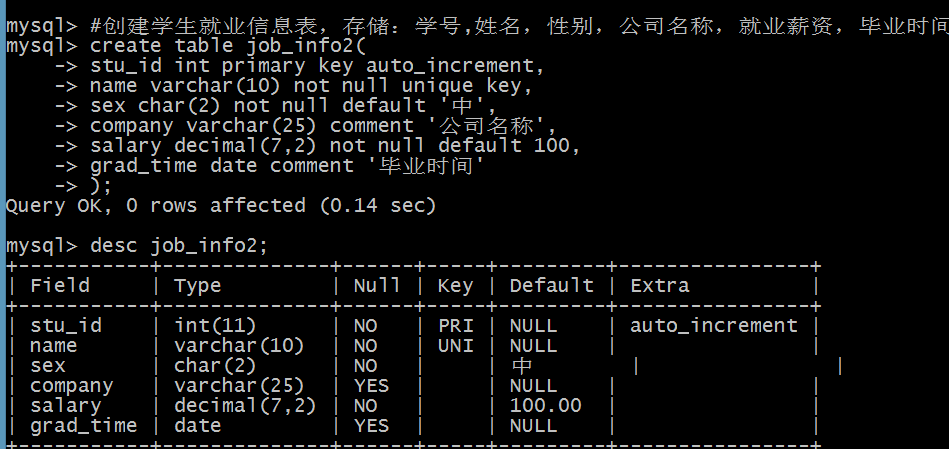 mysql> #创建学生就业信息表，存储：学号,姓名，性别，公司名称，就业薪资，毕业时间
mysql> create table job_info2(
    -> stu_id int primary key auto_increment,
    -> name varchar(10) not null unique key,
    -> sex char(2) not null default '中',
    -> company varchar(25) comment '公司名称',
    -> salary decimal(7,2) not null default 100,
    -> grad_time date comment '毕业时间'
    -> );
Query OK, 0 rows affected (0.14 sec)
mysql> desc job_info2;
+-----------+--------------+------+-----+---------+----------------+
| Field     | Type         | Null | Key | Default | Extra          |
+-----------+--------------+------+-----+---------+----------------+
| stu_id    | int(11)      | NO   | PRI | NULL    | auto_increment |
| name      | varchar(10)  | NO   | UNI | NULL    |                |
| sex       | char(2)      | NO   |     | 中        |                |
| company   | varchar(25)  | YES  |     | NULL    |                |
| salary    | decimal(7,2) | NO   |     | 100.00  |                |
| grad_time | date         | YES  |     | NULL    |                |
+-----------+--------------+------+-----+---------+----------------+